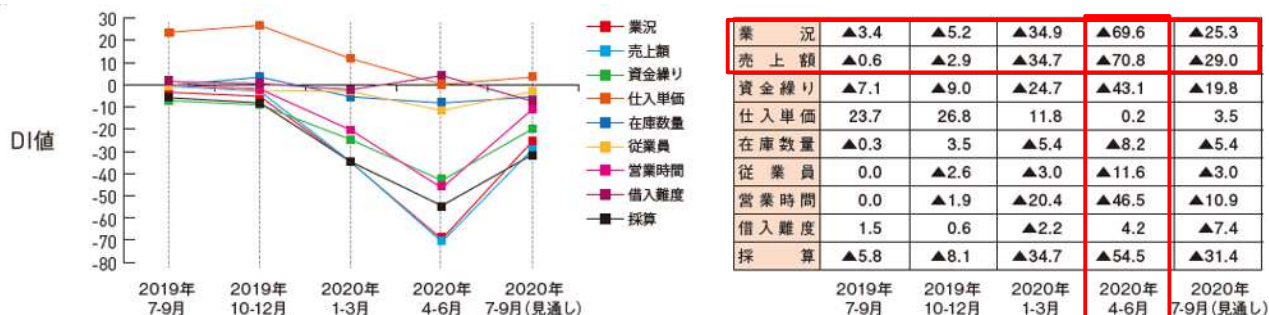 DI値
30
20
10
0
-10
-20
-30
-40
-50
-60
-70
-80
2019年 7-9月
2019年 10-12月
2020年 1-3月
2020年 4-6月
2020年 7-9月(見通し)
業況
売上額
資金繰り
仕入単価
在庫数量
従業員
営業時間
借入難度
採算
業況 ▲3.4 ▲5.2 ▲34.9 ▲69.6 ▲25.3
売上額 ▲0.6 ▲2.9 ▲34.7 ▲70.8 ▲29.0
資金繰り ▲7.1 ▲9.0 ▲24.7 ▲43.1 ▲19.8
仕入単価 23.7 26.8 11.8 0.2 3.5
在庫数量 ▲0.3 3.5 ▲5.4 ▲8.2 ▲5.4
従業員 0.0 ▲2.6 ▲3.0 ▲11.6 ▲3.0
営業時間 0.0 ▲1.9 ▲20.4 ▲46.5 ▲10.9
借入難度 1.5 0.6 ▲2.2 4.2 ▲7.4
採算 ▲5.8 ▲8.1 ▲34.7 ▲54.5 ▲31.4
2019年 7-9月
2019年 10-12月
2020年 1-3月
2020年 4-6月
2020年 7-9月(見通し)